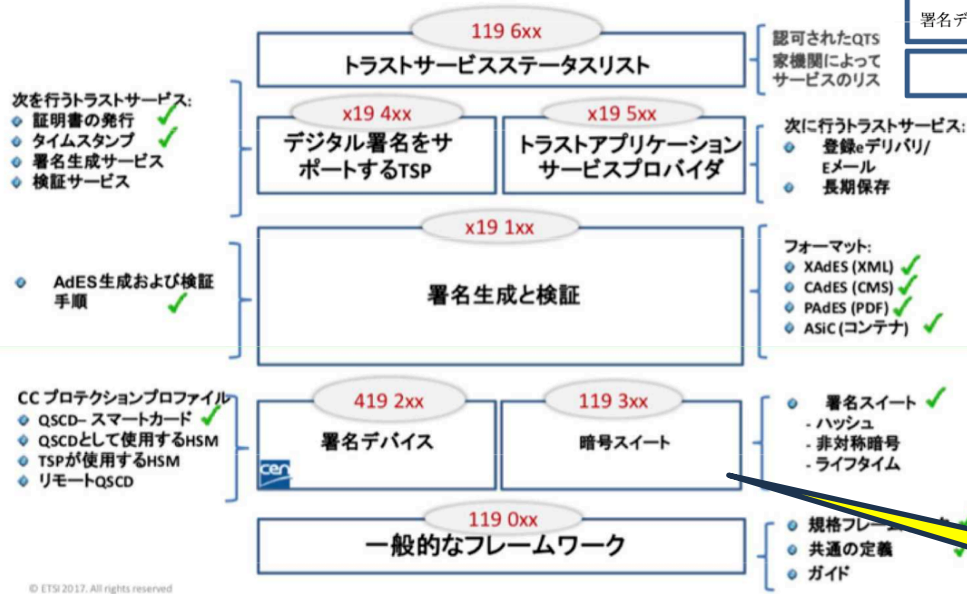 署名デ
119 6xx
トラストサービスステータスリスト
認可されたQTS
家機関によって
サービスのリス
次を行うトラストサービス:
証明書の発行
タイムスタンプ
署名生成サービス
検証サービス
x19 4xx
デジタル署名をサ
ポートするTSP
x19 5xx
トラストアプリケーション
サービスプロバイダ
次に行うトラストサービス:
登録eデリバリ/
Eメール
長期保存
x19 1xx
署名生成と検証
AdES生成および検証
手順
フォーマット:
XAdES (XML)
CAdES (CMS)
PAdES (PDF)
ASiC (コンテナ)
CC プロテクションプロファイル
QSCD– スマートカード
QSCDとして使用するHSM
TSPが使用するHSM
リモートQSCD
419 2xx
署名デバイス
cen
119 3xx
暗号スイート
署名スイート
- ハッシュ
- 非対称暗号
- ライフタイム
119 0xx
一般的なフレームワーク
規格フレーム
共通の定義
ガイド
© ETSI 2017. All rights reserved